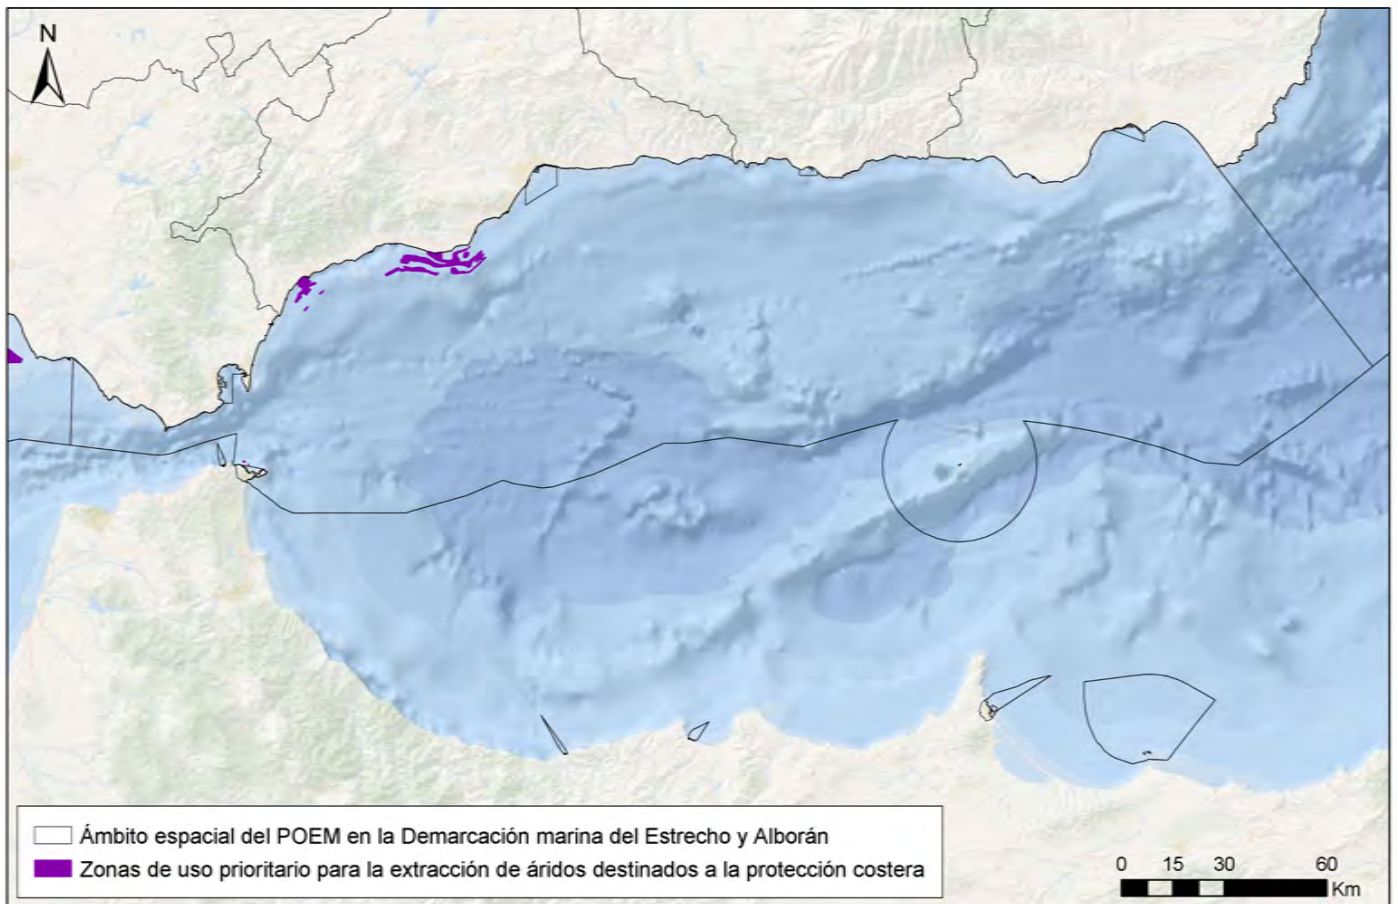 N
Ámbito espacial del POEM en la Demarcación marina del Estrecho y Alborán
Zonas de uso prioritario para la extracción de áridos destinados a la protección costera
0 15 30 60
Km